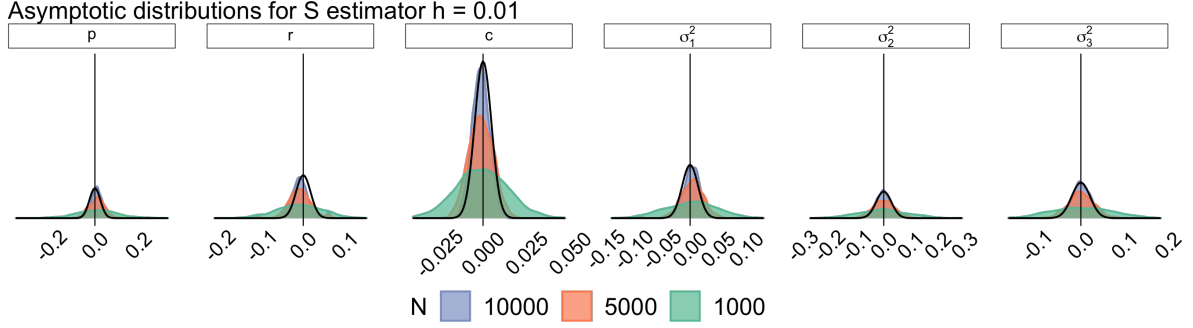 Asymptotic distributions for S estimator h = 0.01
p r c σ₁² σ₂² σ₃²
-0.2 0.0 0.2 -0.2 -0.1 0.0 0.1 -0.025 0.000 0.025 0.050 -0.15 -0.10 -0.05 0.00 0.05 0.10 -0.3 -0.2 -0.1 0.0 0.1 0.2 0.3 -0.1 0.0 0.1 0.2
N 10000 5000 1000